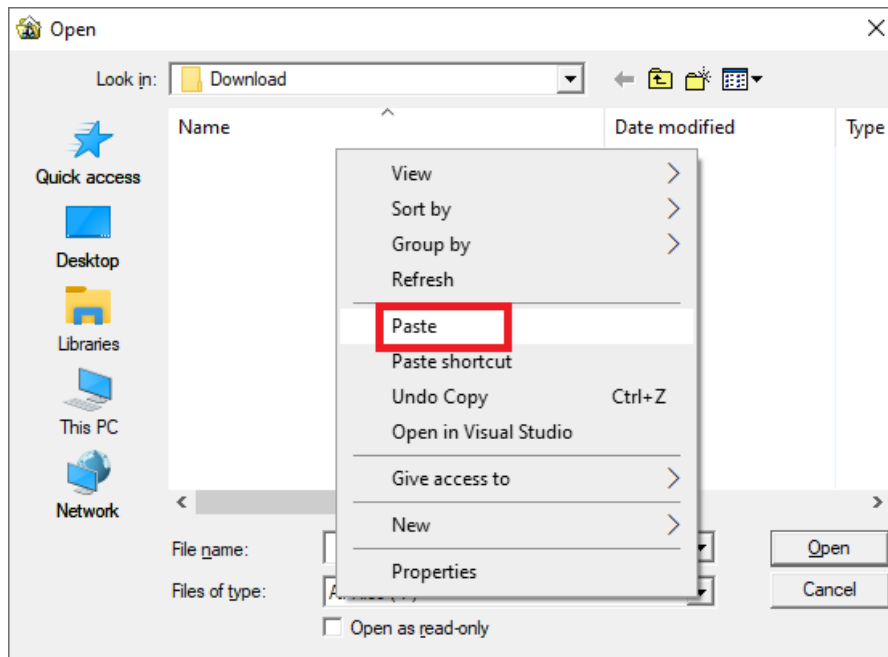 Open
Look in: Download
Name Date modified Type
Quick access
Desktop
Libraries
This PC
Network
View
Sort by
Group by
Refresh
Paste
Paste shortcut
Undo Copy Ctrl+Z
Open in Visual Studio
Give access to
New
Properties
File name:
Open
Files of type:
Cancel
Open as read-only